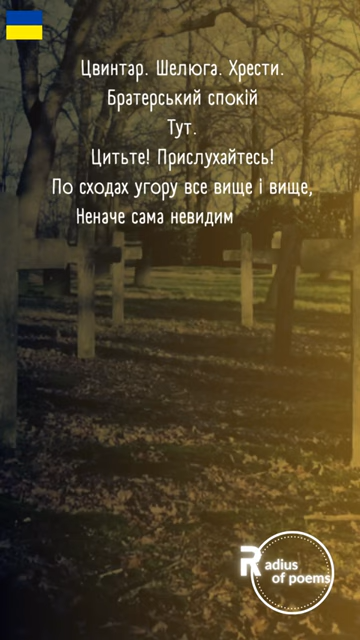 Цвинтар. Шелюга. Хрести.
Братерський спокій
Тут.
Цитьте! Прислухайтесь!
По сходах угору все вище і вище,
Неначе сама невидим
Radius
of poems